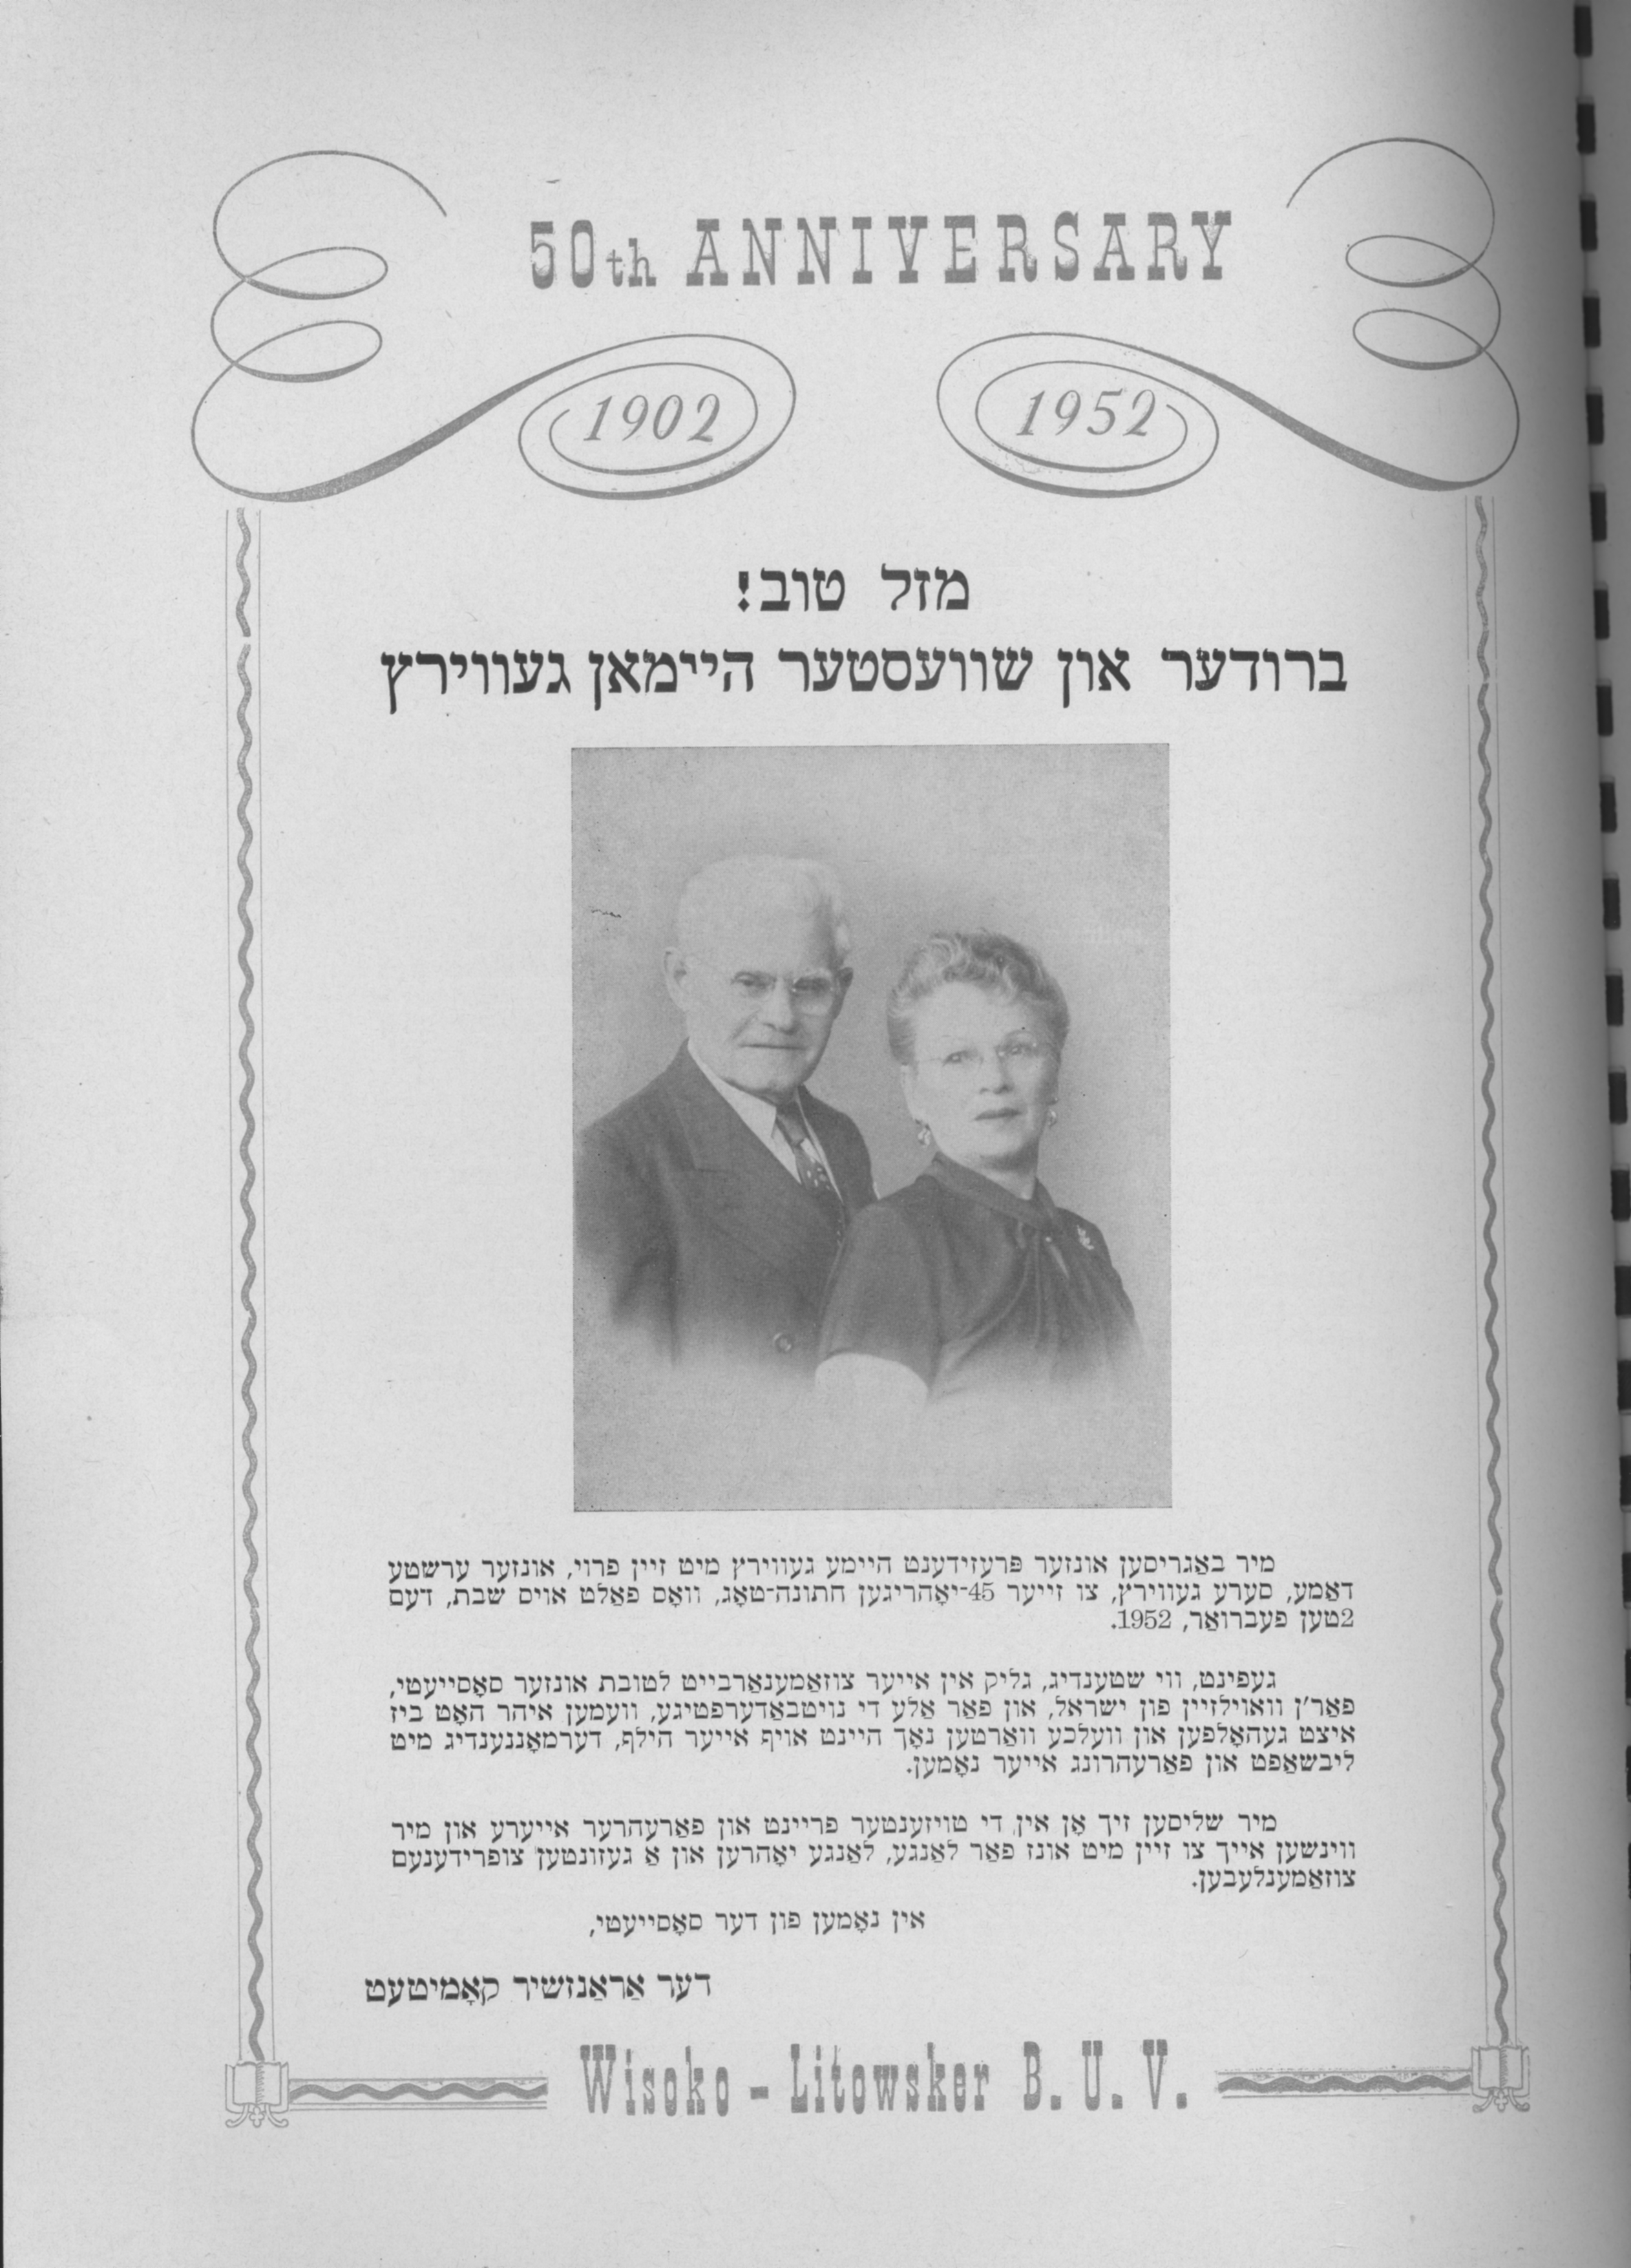 50th ANNIVERSARY
1902 1952
מזל טוב!
ברודער און שוועסטער היימאן געווירץ
מיר באַגריסען אונזער פּרעזידענט היימע געווירץ מיט זיין פרוי, אונזער ערשטע
דאַמע, סערע געווירץ, צו זייער 45־יאָהריגען חתונה־טאָג, וואָס פאַלט אויס שבת, דעם
2טען פעברואַר, 1952.
געפינט, ווי שטענדיג, גליק אין אייער צוזאַמענאַרבייט לטובת אונזער סאָסייעטי,
פאַר'ן וואוילזיין פון ישראל, און פאַר אַלע די נויטבאַדערפטיגע, וועמען איהר האָט ביז
איצט געהאָלפען און וועלכע וואַרטען נאָך היינט אויף אייער הילף, דערמאָנענדיג מיט
ליבשאַפט און פאַרעהרונג אייער נאָמען.
מיר שליסען זיך אָן אין די טויזענטער פריינט און פאַרעהרער אייערע און מיר
ווינשען אייך צו זיין מיט אונז פאַר לאַנגע, לאַנגע יאָהרען און אַ געזונטען צופרידענעם
צוזאַמענלעבען.
אין נאָמען פון דער סאָסייעטי,
דער אַראַנזשיר קאָמיטעט
Wisoko - Litowsker B. U. V.